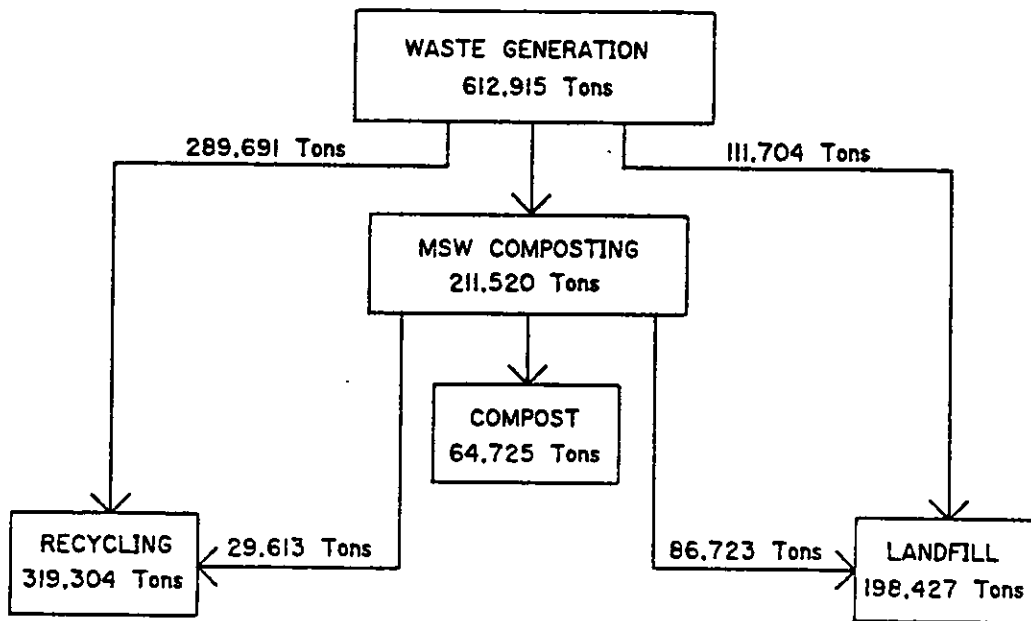 WASTE GENERATION
612,915 Tons
289,691 Tons
111,704 Tons
MSW COMPOSTING
211,520 Tons
COMPOST
64,725 Tons
RECYCLING
319,304 Tons
29,613 Tons
86,723 Tons
LANDFILL
198,427 Tons